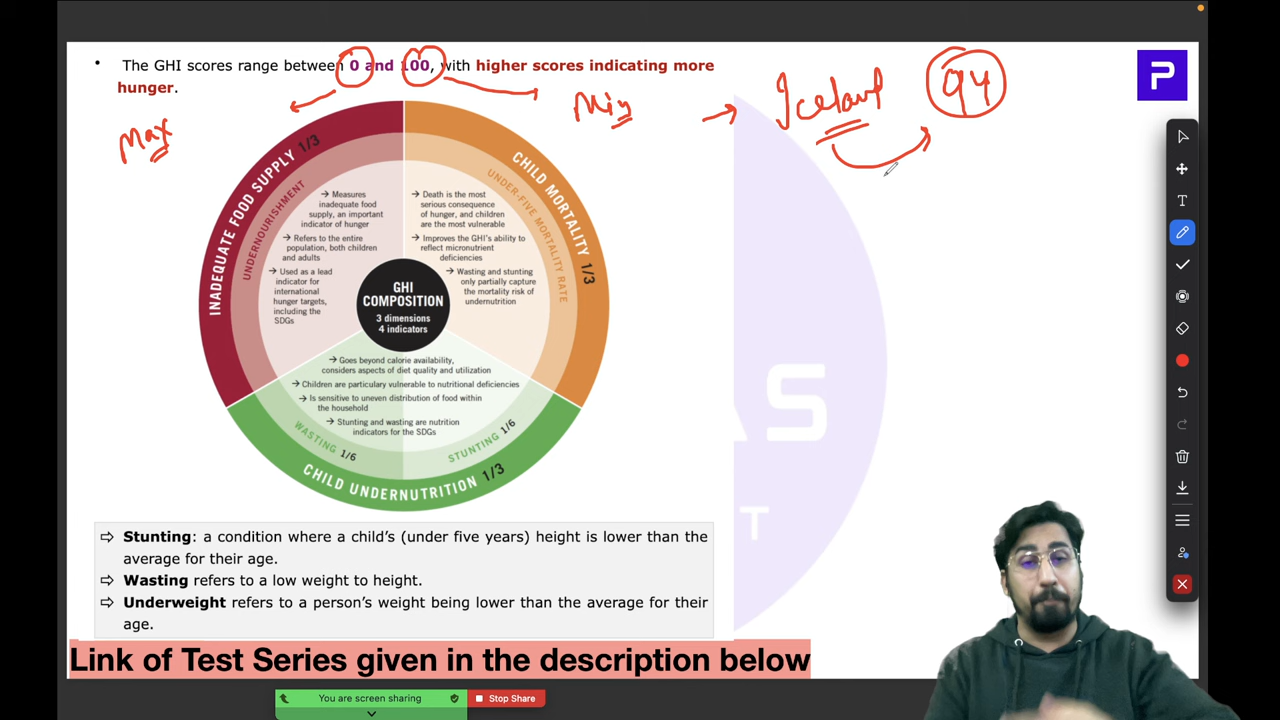 • The GHI scores range between 0 and 100, with higher scores indicating more
hunger.
Max
Min
Iceland
94
P
INADEQUATE FOOD SUPPLY 1/3
UNDERNOURISHMENT
→ Measures
inadequate food
supply, an important
indicator of hunger
→ Refers to the entire
population, both children
and adults
→ Used as a lead
indicator for
international
hunger targets,
including the
SDGs
CHILD MORTALITY 1/3
UNDER-FIVE MORTALITY RATE
→ Death is the most
serious consequence
of hunger, and children
are the most vulnerable
→ Improves the GHI's ability to
reflect micronutrient
deficiencies
→ Wasting and stunting
only partially capture
the mortality risk of
undernutrition
GHI
COMPOSITION
3 dimensions
4 indicators
→ Goes beyond calorie availability,
considers aspects of diet quality and utilization
→ Children are particulary vulnerable to nutritional deficiencies
→ Is sensitive to uneven distribution of food within
the household
→ Stunting and wasting are nutrition
indicators for the SDGs
WASTING 1/6
STUNTING 1/6
CHILD UNDERNUTRITION 1/3
AS
T
⇨ Stunting: a condition where a child's (under five years) height is lower than the
average for their age.
⇨ Wasting refers to a low weight to height.
⇨ Underweight refers to a person's weight being lower than the average for their
age.
Link of Test Series given in the description below
You are screen sharing
Stop Share
T